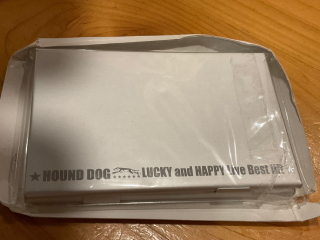 ★ HOUND DOG ...... LUCKY and HAPPY Live Best